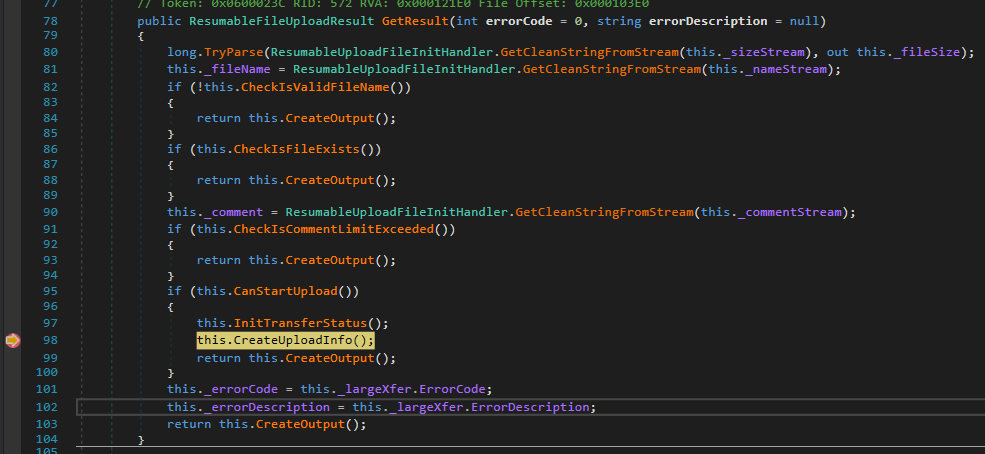 77 // Token: 0x0600023C RID: 572 RVA: 0x000121E0 File Offset: 0x000103E0
78 public ResumableFileUploadResult GetResult(int errorCode = 0, string errorDescription = null)
79 {
80 long.TryParse(ResumableUploadFileInitHandler.GetCleanStringFromStream(this._sizeStream), out this._fileSize);
81 this._fileName = ResumableUploadFileInitHandler.GetCleanStringFromStream(this._nameStream);
82 if (!this.CheckIsValidFileName())
83 {
84 return this.CreateOutput();
85 }
86 if (this.CheckIsFileExists())
87 {
88 return this.CreateOutput();
89 }
90 this._comment = ResumableUploadFileInitHandler.GetCleanStringFromStream(this._commentStream);
91 if (this.CheckIsCommentLimitExceeded())
92 {
93 return this.CreateOutput();
94 }
95 if (this.CanStartUpload())
96 {
97 this.InitTransferStatus();
98 this.CreateUploadInfo();
99 return this.CreateOutput();
100 }
101 this._errorCode = this._largeXfer.ErrorCode;
102 this._errorDescription = this._largeXfer.ErrorDescription;
103 return this.CreateOutput();
104 }
105